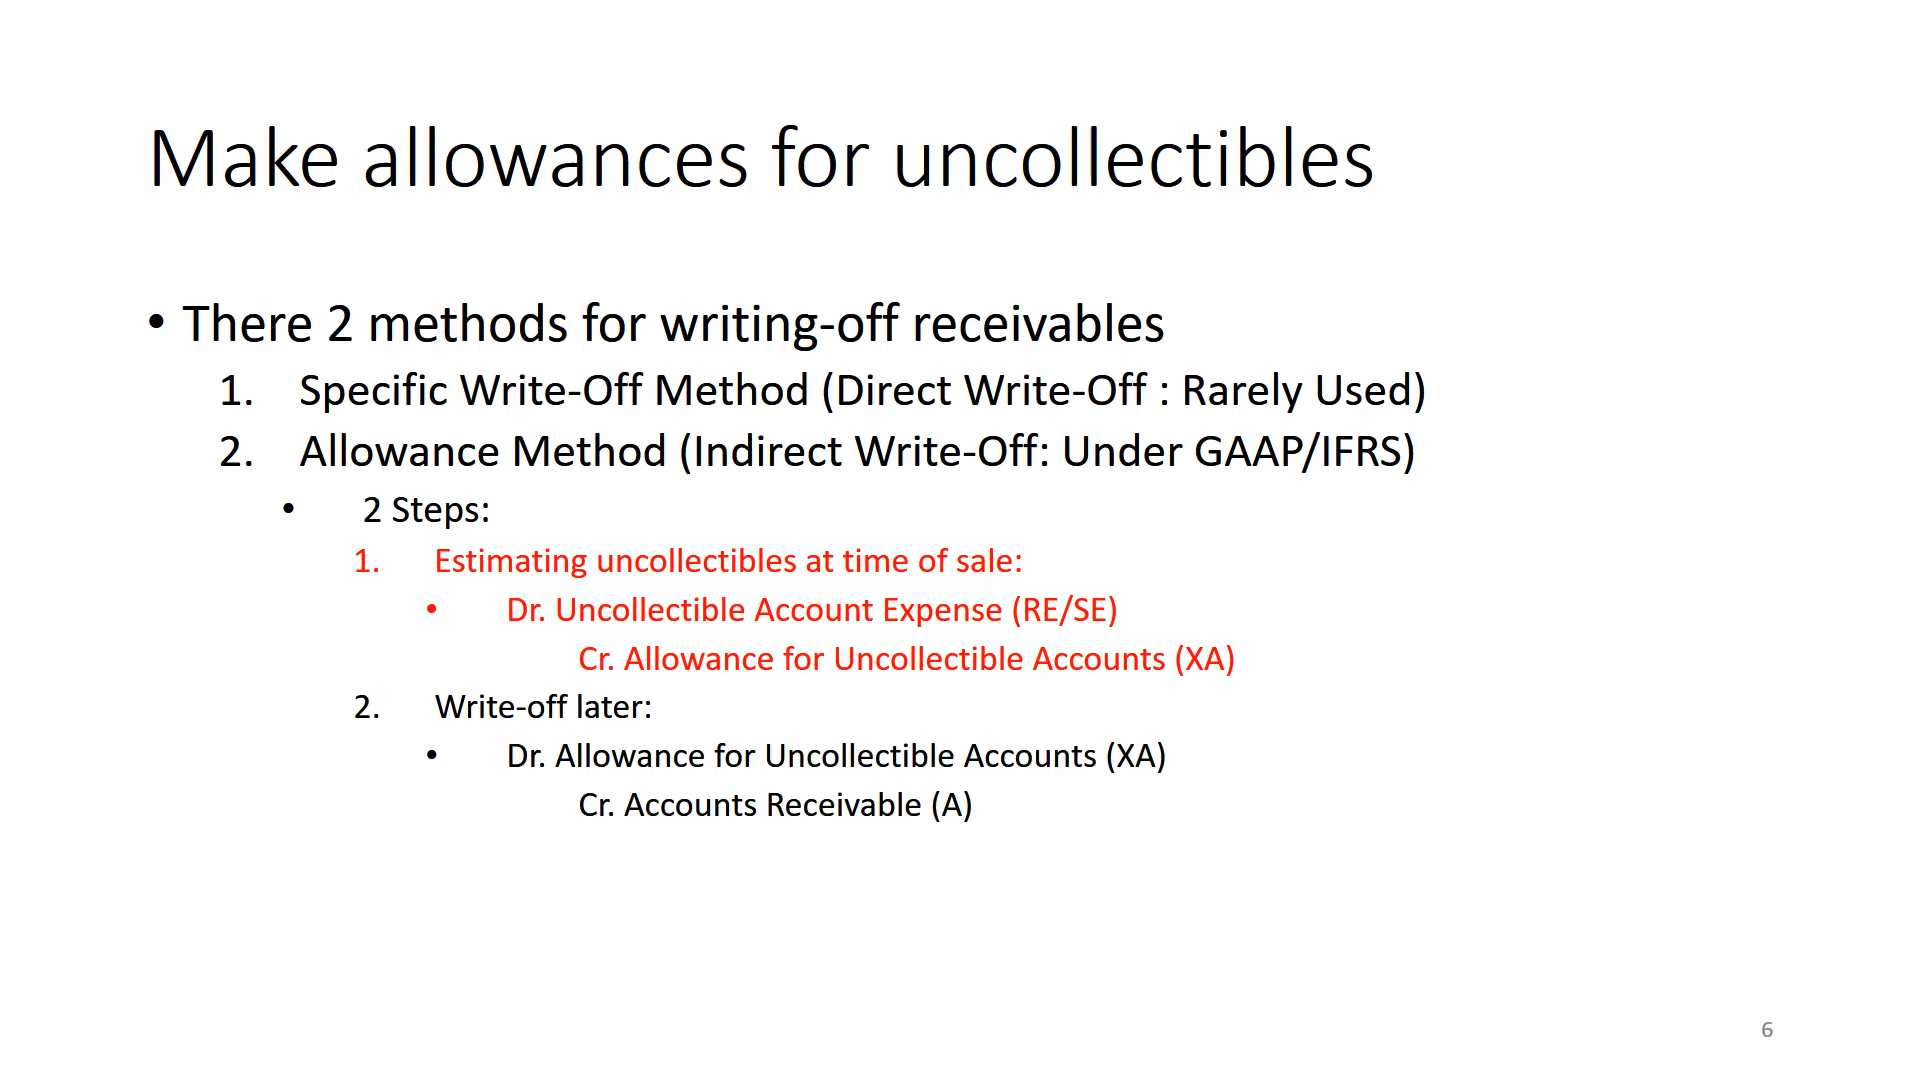 Make allowances for uncollectibles
• There 2 methods for writing-off receivables
1. Specific Write-Off Method (Direct Write-Off : Rarely Used)
2. Allowance Method (Indirect Write-Off: Under GAAP/IFRS)
• 2 Steps:
1. Estimating uncollectibles at time of sale:
• Dr. Uncollectible Account Expense (RE/SE)
Cr. Allowance for Uncollectible Accounts (XA)
2. Write-off later:
• Dr. Allowance for Uncollectible Accounts (XA)
Cr. Accounts Receivable (A)
6